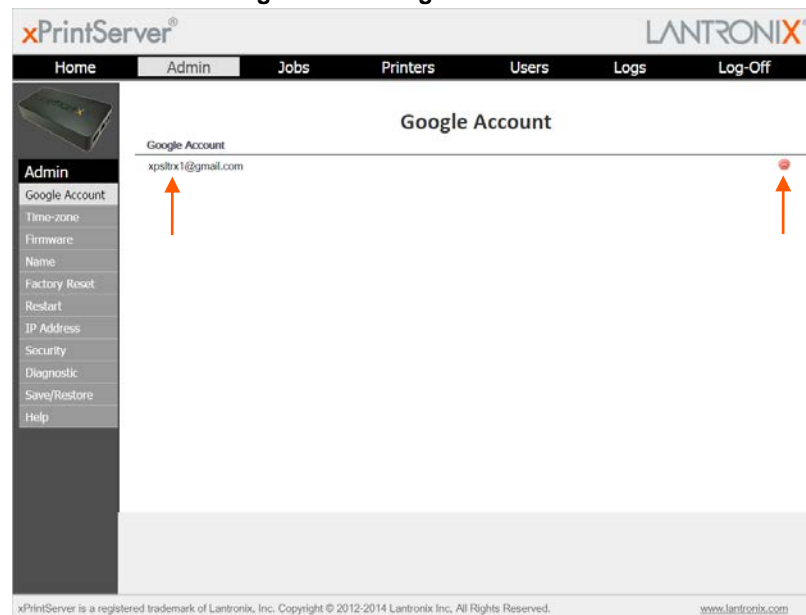 xPrintServer®
LANTRONIX®
Home Admin Jobs Printers Users Logs Log-Off
Google Account
Google Account
xpsltrx1@gmail.com
Admin
Google Account
Time-zone
Firmware
Name
Factory Reset
Restart
IP Address
Security
Diagnostic
Save/Restore
Help
xPrintServer is a registered trademark of Lantronix, Inc. Copyright © 2012-2014 Lantronix Inc, All Rights Reserved.
www.lantronix.com